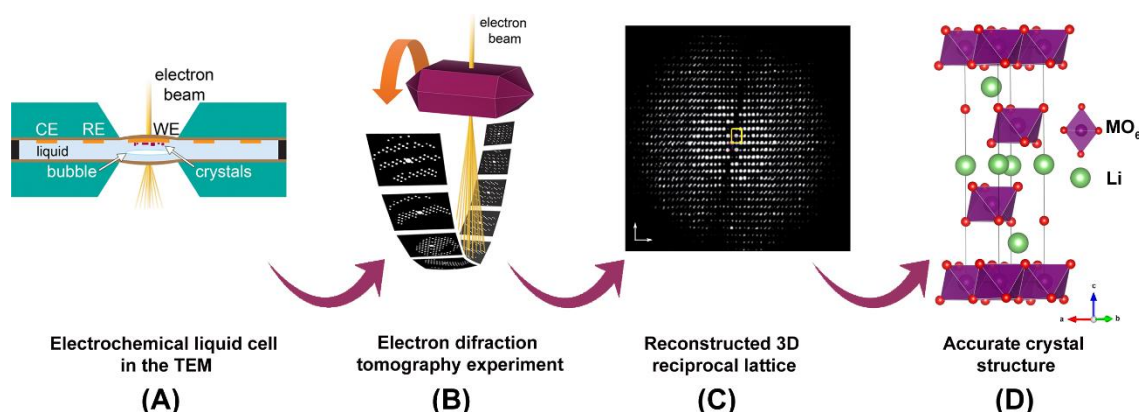 electron
beam
CE
RE
WE
liquid
bubble
crystals
Electrochemical liquid cell
in the TEM
(A)
electron
beam
Electron difraction
tomography experiment
(B)
Reconstructed 3D
reciprocal lattice
(C)
MO₆
Li
c
a
b
Accurate crystal
structure
(D)